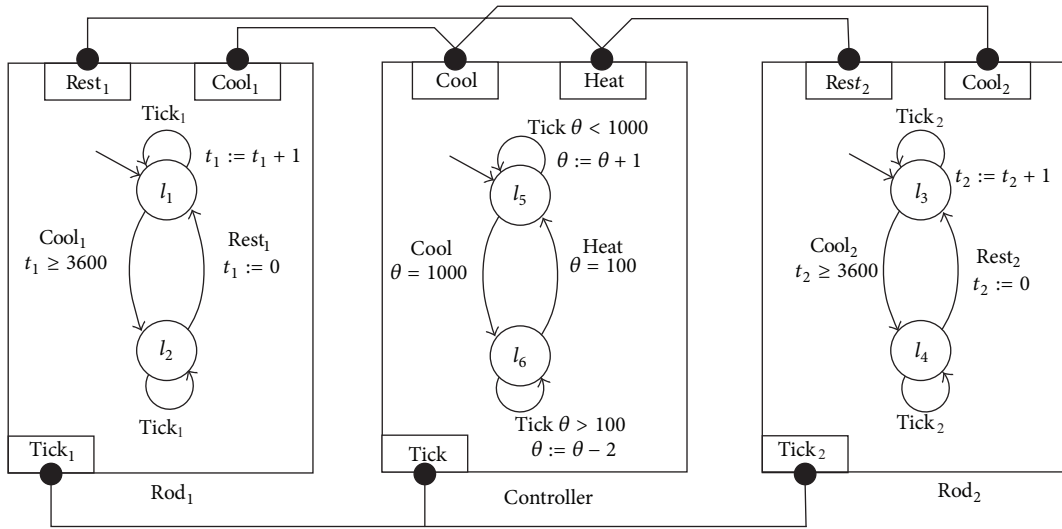 Rest₁ Cool₁
Tick₁
t₁ := t₁ + 1
l₁
Cool₁
t₁ ≥ 3600
Rest₁
t₁ := 0
l₂
Tick₁
Tick₁
Rod₁
Cool Heat
Tick θ < 1000
θ := θ + 1
l₅
Cool
θ = 1000
Heat
θ = 100
l₆
Tick θ > 100
θ := θ − 2
Tick
Controller
Rest₂ Cool₂
Tick₂
t₂ := t₂ + 1
l₃
Cool₂
t₂ ≥ 3600
Rest₂
t₂ := 0
l₄
Tick₂
Tick₂
Rod₂